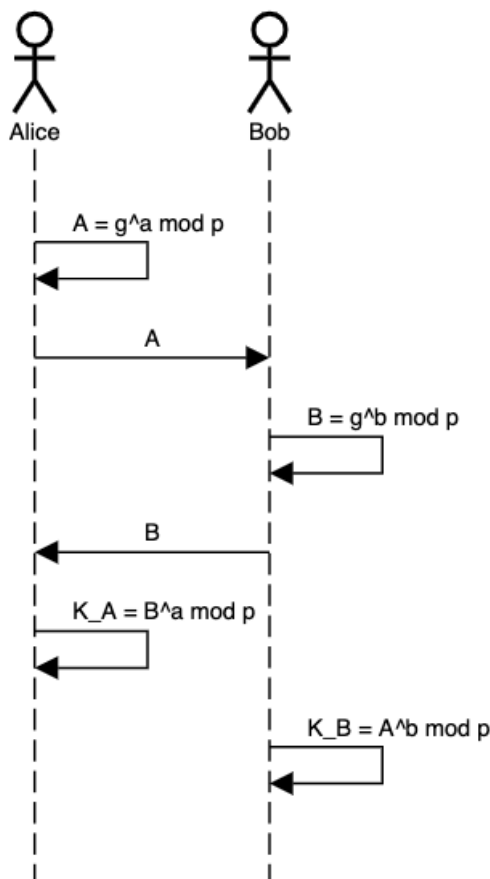 Alice
Bob
A = g^a mod p
A
B = g^b mod p
B
K_A = B^a mod p
K_B = A^b mod p